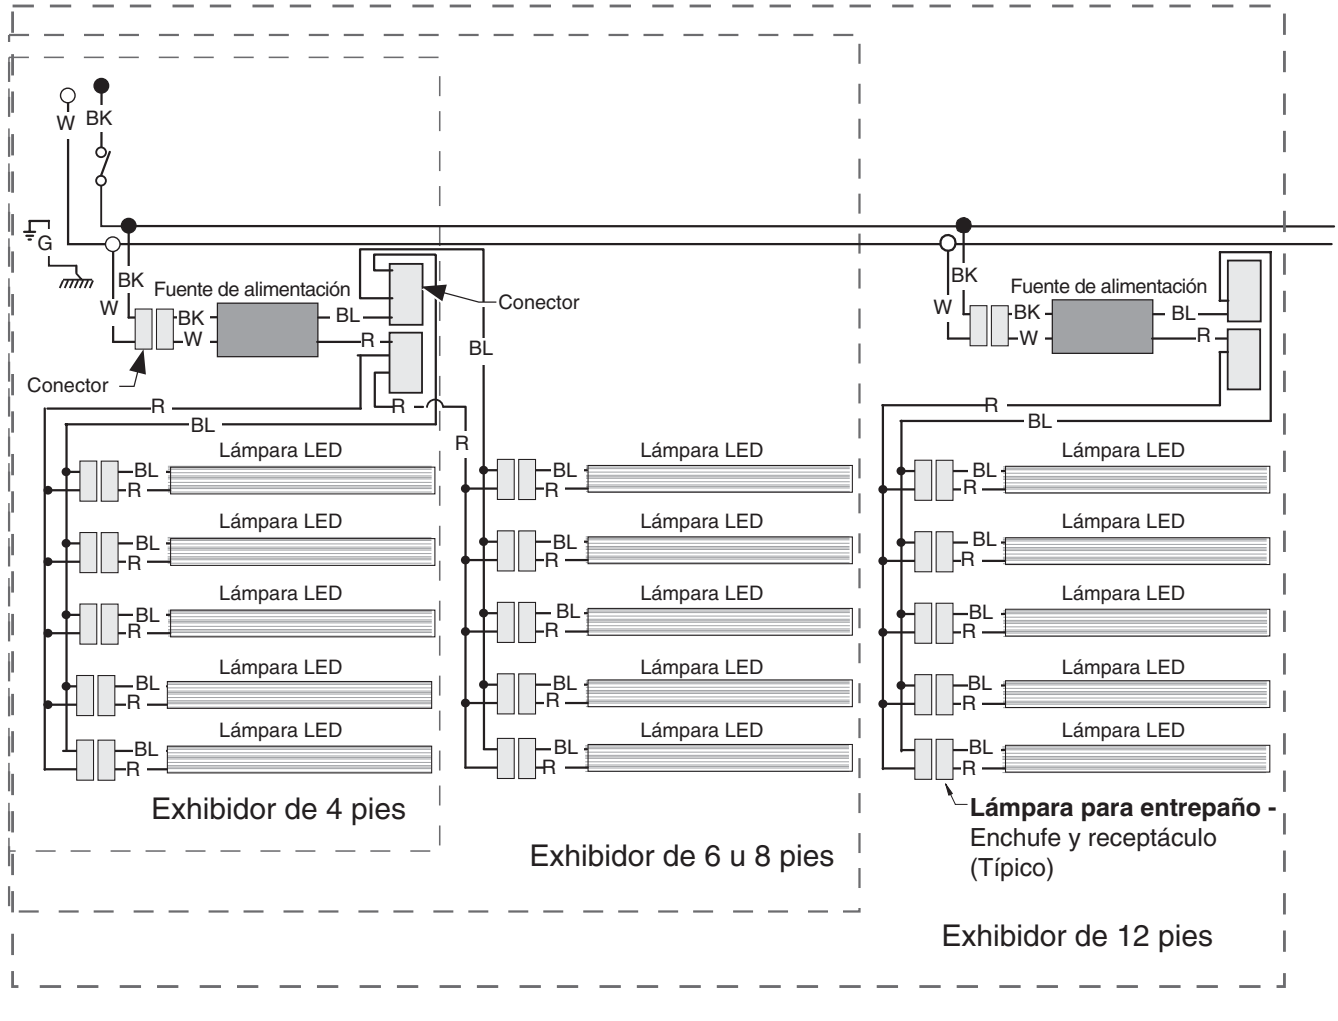 W
BK
G
BK
W
Fuente de alimentación
BK
BL
W
R
Conector
BL
Conector
R
BL
R
R
BK
W
Fuente de alimentación
BK
BL
W
R
R
BL
Lámpara LED
BL
R
Lámpara LED
BL
R
Lámpara LED
BL
R
Lámpara LED
BL
R
Lámpara LED
BL
R
Lámpara LED
BL
R
Lámpara LED
BL
R
Lámpara LED
BL
R
Lámpara LED
BL
R
Lámpara LED
BL
R
Lámpara LED
BL
R
Lámpara LED
BL
R
Lámpara LED
BL
R
Lámpara LED
BL
R
Lámpara LED
BL
R
Exhibidor de 4 pies
Exhibidor de 6 u 8 pies
Lámpara para entrepaño -
Enchufe y receptáculo
(Típico)
Exhibidor de 12 pies